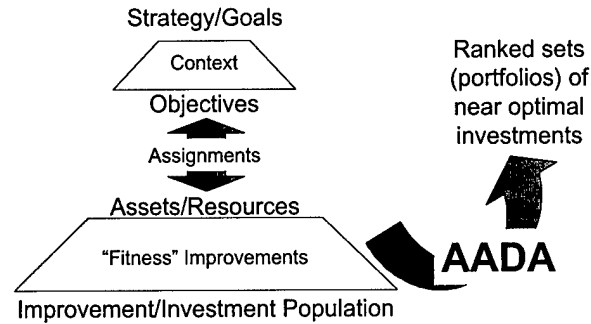 Strategy/Goals
Context
Objectives
Assignments
Assets/Resources
"Fitness" Improvements
Improvement/Investment Population
Ranked sets
(portfolios) of
near optimal
investments
AADA